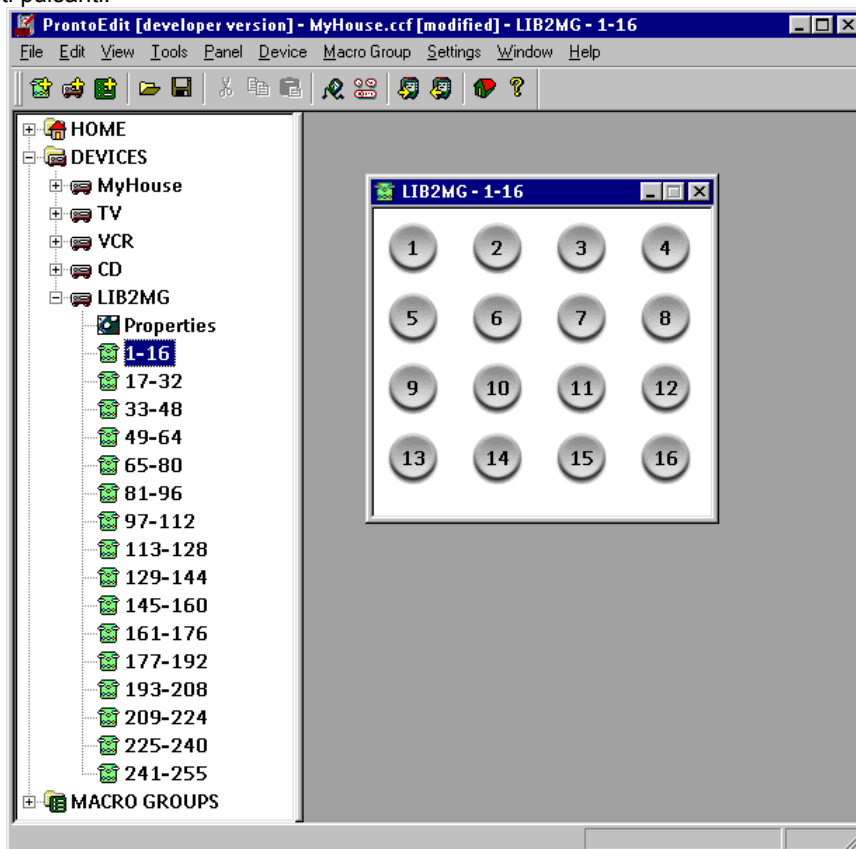 ti pulsanti.
ProntoEdit [developer version] - MyHouse.ccf [modified] - LIB2MG - 1-16
File Edit View Tools Panel Device Macro Group Settings Window Help
HOME
DEVICES
MyHouse
TV
VCR
CD
LIB2MG
Properties
1-16
17-32
33-48
49-64
65-80
81-96
97-112
113-128
129-144
145-160
161-176
177-192
193-208
209-224
225-240
241-255
MACRO GROUPS
LIB2MG - 1-16
1 2 3 4
5 6 7 8
9 10 11 12
13 14 15 16